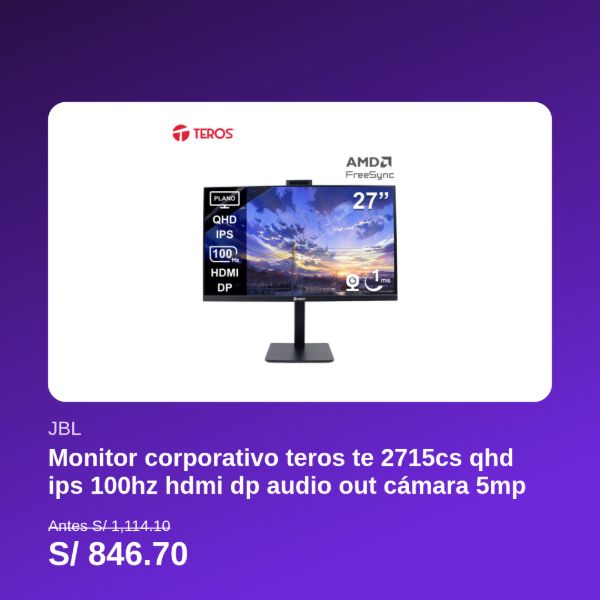 TEROS
AMD
FreeSync
PLANO
27”
QHD
IPS
100Hz
HDMI
DP
1ms
JBL
Monitor corporativo teros te 2715cs qhd
ips 100hz hdmi dp audio out cámara 5mp
Antes S/ 1,114.10
S/ 846.70